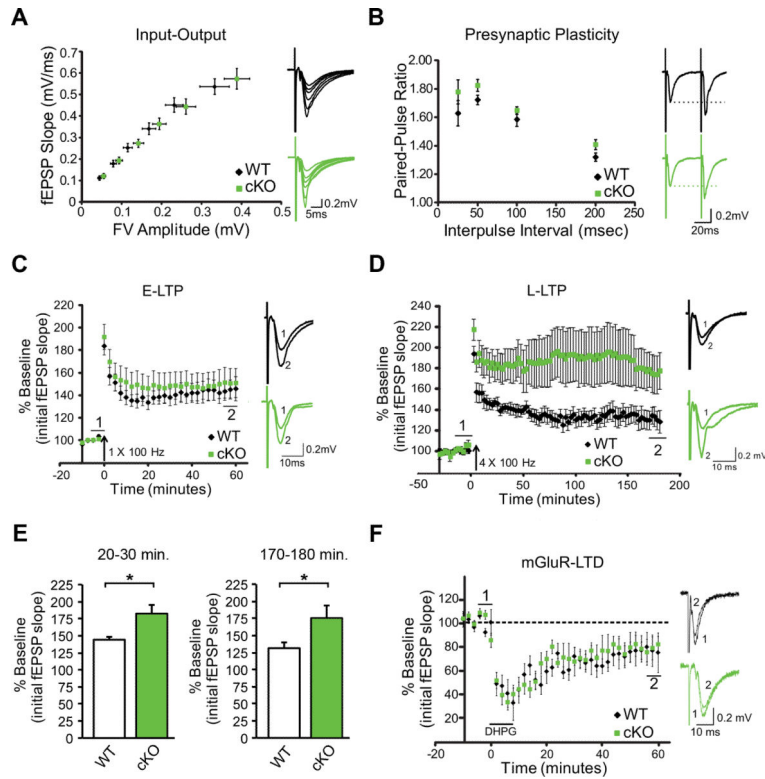 A
Input-Output
fEPSP Slope (mV/ms)
0.7
0.6
0.5
0.4
0.3
0.2
0.1
0
0
0.1
0.2
0.3
0.4
0.5
FV Amplitude (mV)
WT
cKO
0.2mV
5ms
B
Presynaptic Plasticity
Paired-Pulse Ratio
2.00
1.80
1.60
1.40
1.20
1.00
0
50
100
150
200
250
Interpulse Interval (msec)
WT
cKO
0.2mV
20ms
C
E-LTP
% Baseline
(initial fEPSP slope)
220
200
180
160
140
120
100
80
1
2
1 X 100 Hz
WT
cKO
-20
0
20
40
60
Time (minutes)
1
2
1
2
0.2mV
10ms
D
L-LTP
% Baseline
(initial fEPSP slope)
240
220
200
180
160
140
120
100
80
1
2
4 X 100 Hz
WT
cKO
-50
0
50
100
150
200
Time (minutes)
1
2
1
2
0.2 mV
10 ms
E
20-30 min.
% Baseline
(initial fEPSP slope)
225
200
175
150
125
100
75
50
25
0
*
WT
cKO
170-180 min.
% Baseline
(initial fEPSP slope)
225
200
175
150
125
100
75
50
25
0
*
WT
cKO
F
mGluR-LTD
% Baseline
(initial fEPSP slope)
120
100
80
60
40
20
1
2
DHPG
WT
cKO
-20
0
20
40
60
Time (minutes)
2
1
2
1
0.2 mV
10 ms